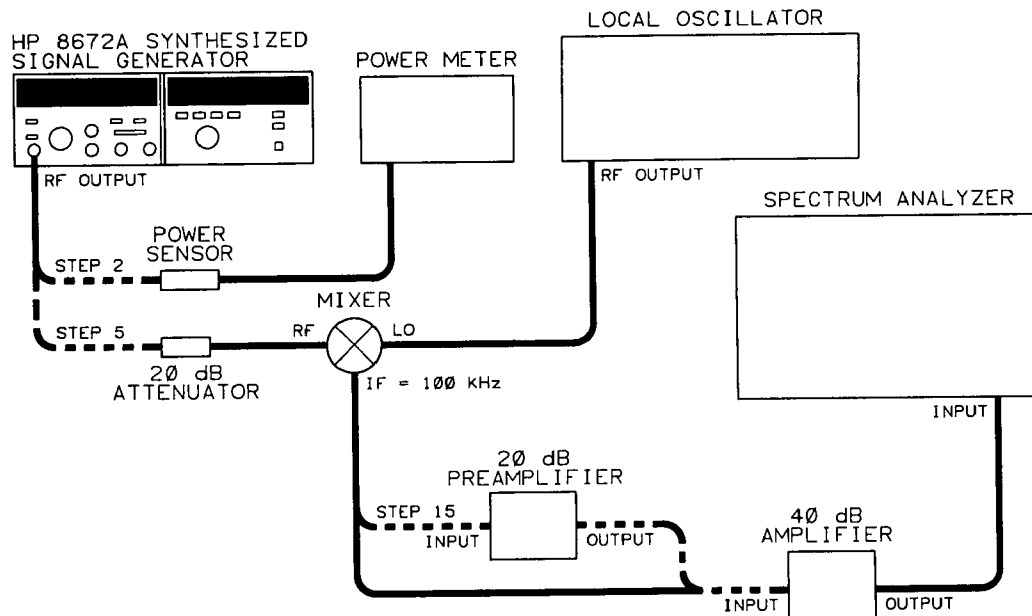 LOCAL OSCILLATOR
HP 8672A SYNTHESIZED
SIGNAL GENERATOR
POWER METER
RF OUTPUT
RF OUTPUT
SPECTRUM ANALYZER
POWER
SENSOR
STEP 2
MIXER
STEP 5
RF
LO
20 dB
ATTENUATOR
IF = 100 KHz
INPUT
20 dB
PREAMPLIFIER
STEP 15
INPUT
OUTPUT
40 dB
AMPLIFIER
INPUT
OUTPUT